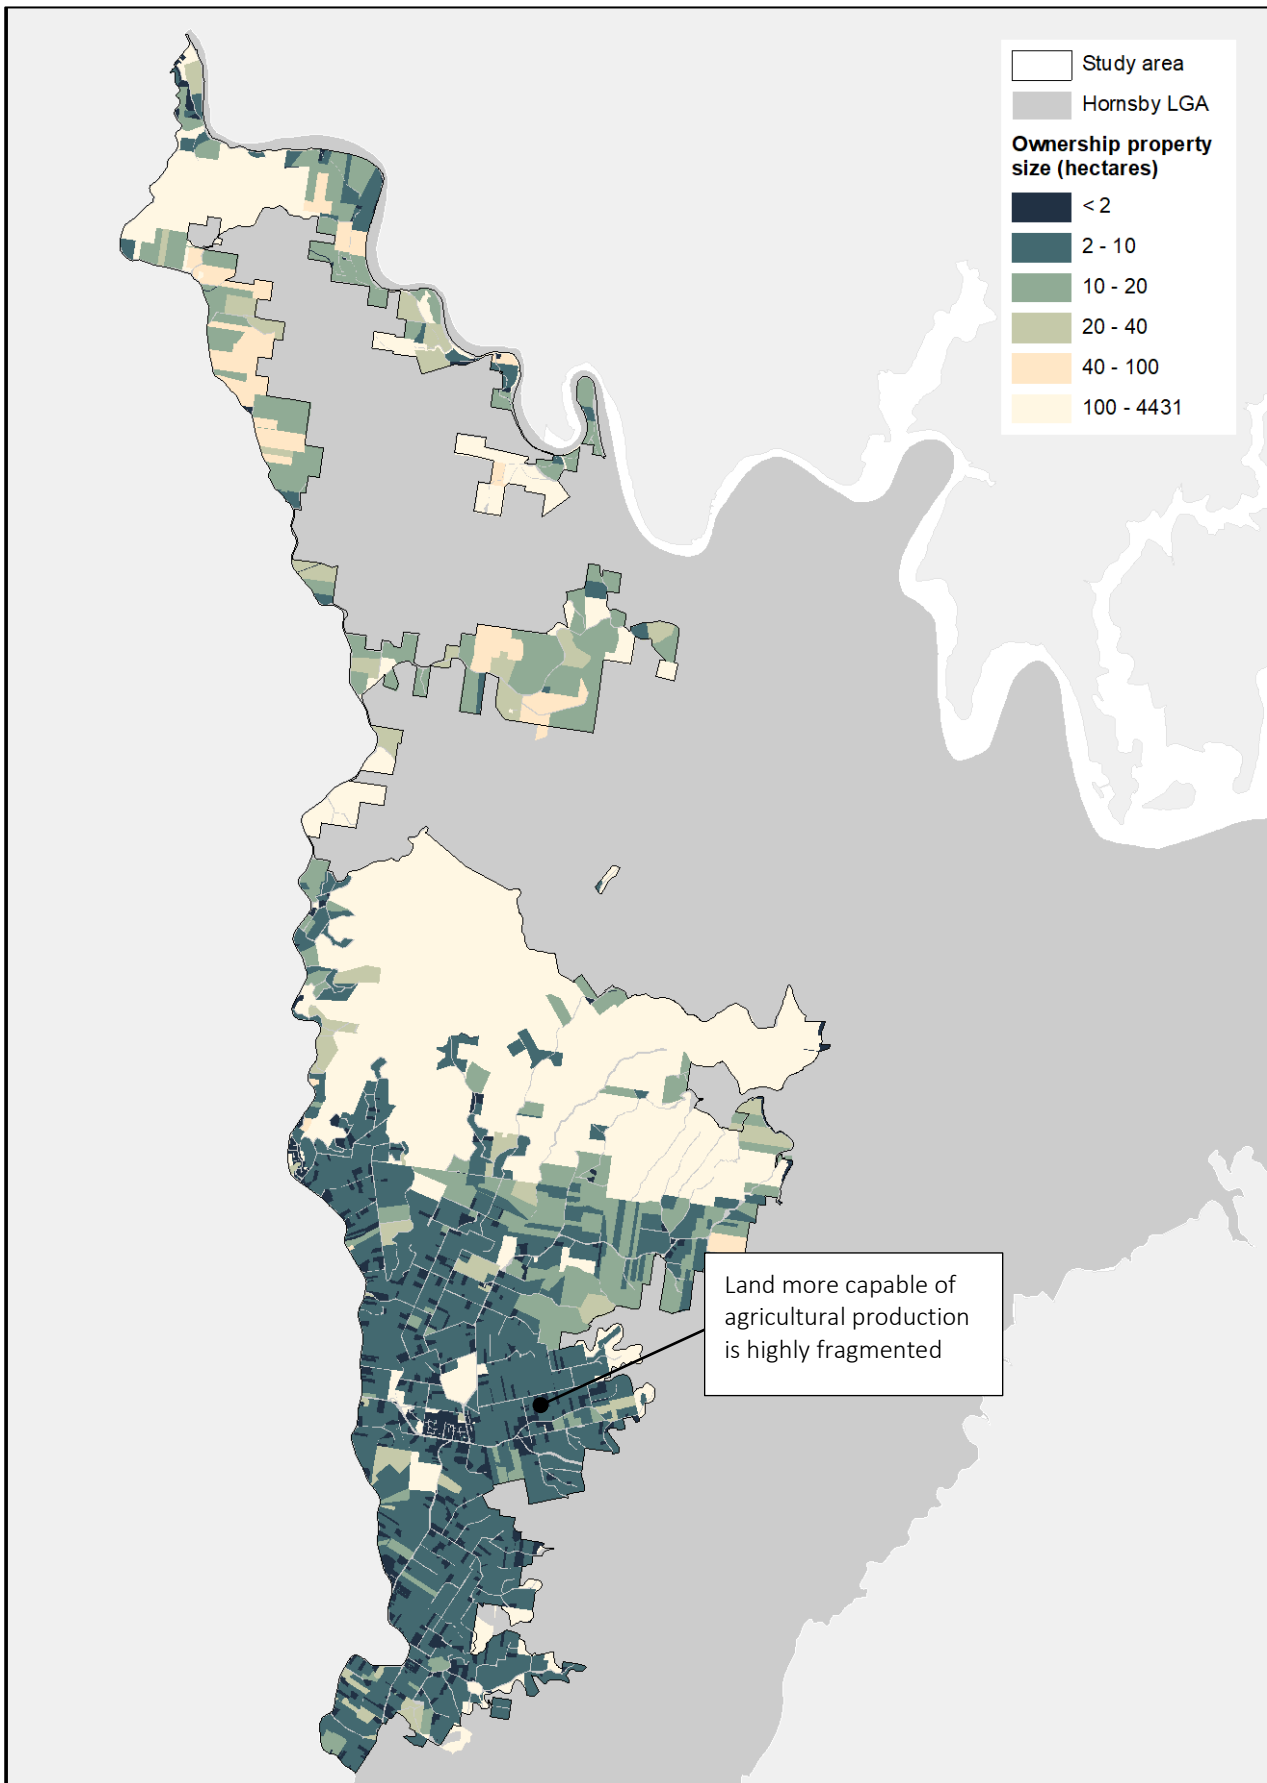 Study area
Hornsby LGA
Ownership property
size (hectares)
< 2
2 - 10
10 - 20
20 - 40
40 - 100
100 - 4431
Land more capable of
agricultural production
is highly fragmented